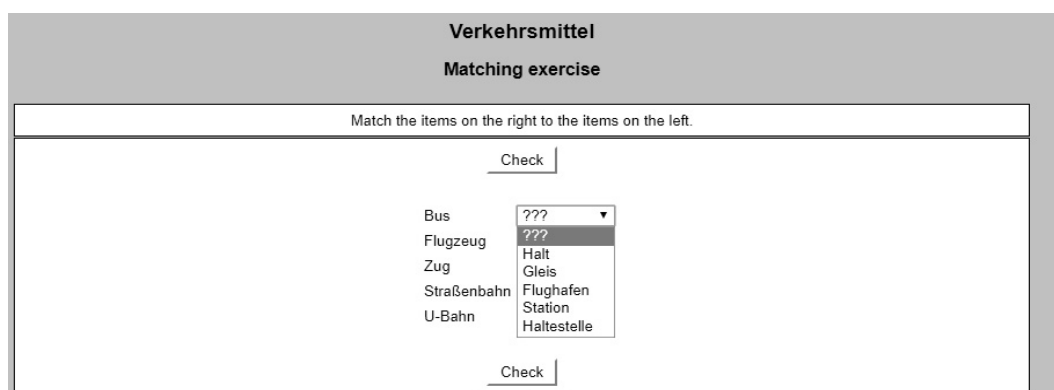 Verkehrsmittel
Matching exercise
Match the items on the right to the items on the left.
Check
Bus ???
Flugzeug ???
Halt
Zug Gleis
Straßenbahn Flughafen
U-Bahn Station
Haltestelle
Check